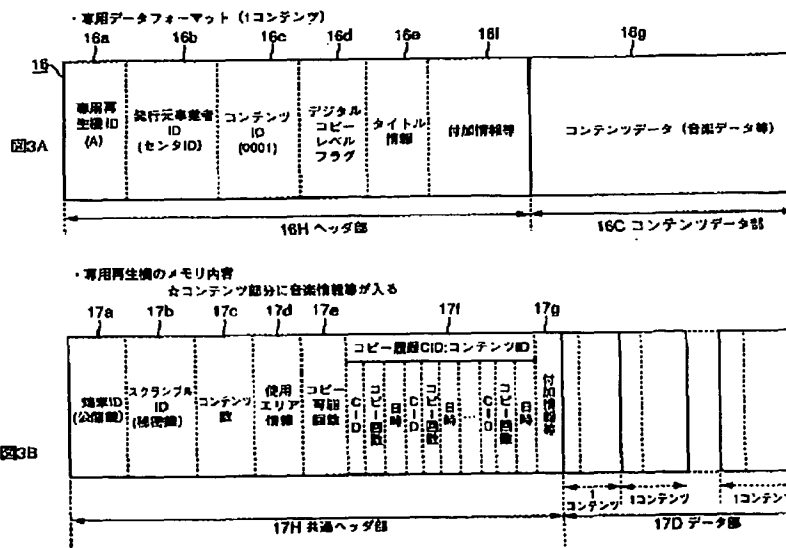 ・専用データフォーマット (1コンテンツ)
16a
16b
16c
16d
16e
16f
16g
16
図3A
専用再
生機ID
(A)
発行元事業者
ID
(センタID)
コンテンツ
ID
(0001)
デジタル
コピー
レベル
フラグ
タイトル
情報
付加情報等
コンテンツデータ (音楽データ等)
16H ヘッダ部
16C コンテンツデータ部
・専用再生機のメモリ内容
☆コンテンツ部分に音楽情報等が入る
17a
17b
17c
17d
17e
17f
17g
図3B
端末ID
(公開鍵)
スクランブル
ID
(秘密鍵)
コンテンツ
数
使用
エリア
情報
コピー
可能
回数
コピー履歴CID:コンテンツID
CID
コピー回数
日時
CID
コピー回数
日時
…
CID
コピー回数
日時
付加情報等
1
コンテンツ
1コンテンツ
1コンテンツ
17H 共通ヘッダ部
17D データ部